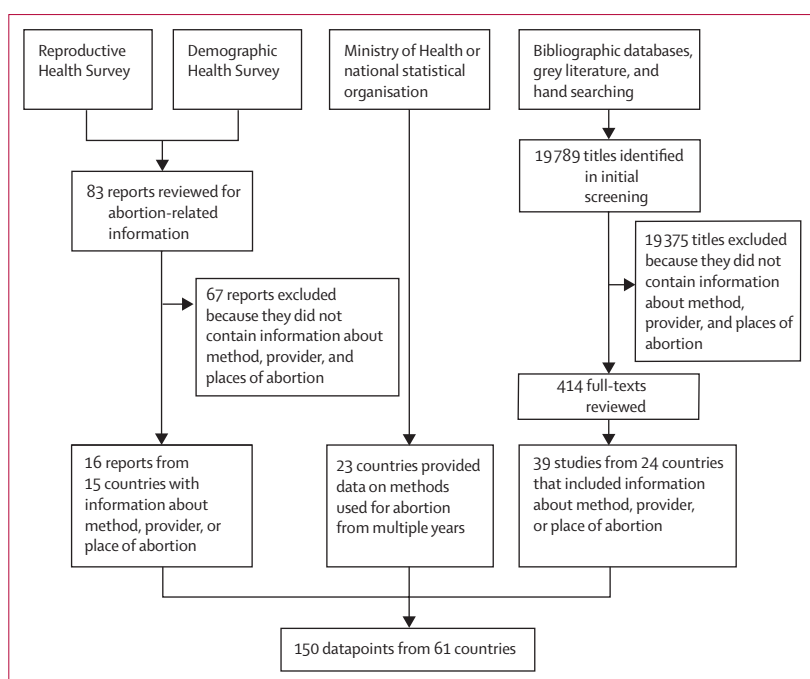 Reproductive
Health Survey
Demographic
Health Survey
Ministry of Health or
national statistical
organisation
Bibliographic databases,
grey literature, and
hand searching
19 789 titles identified
in initial
screening
83 reports reviewed for
abortion-related
information
19 375 titles excluded
because they did not
contain information
about method,
provider, and places of
abortion
67 reports excluded
because they did not
contain information about
method, provider, and
places of abortion
414 full-texts
reviewed
16 reports from
15 countries with
information about
method, provider, or
place of abortion
23 countries provided
data on methods
used for abortion
from multiple years
39 studies from 24 countries
that included information
about method, provider,
or place of abortion
150 datapoints from 61 countries